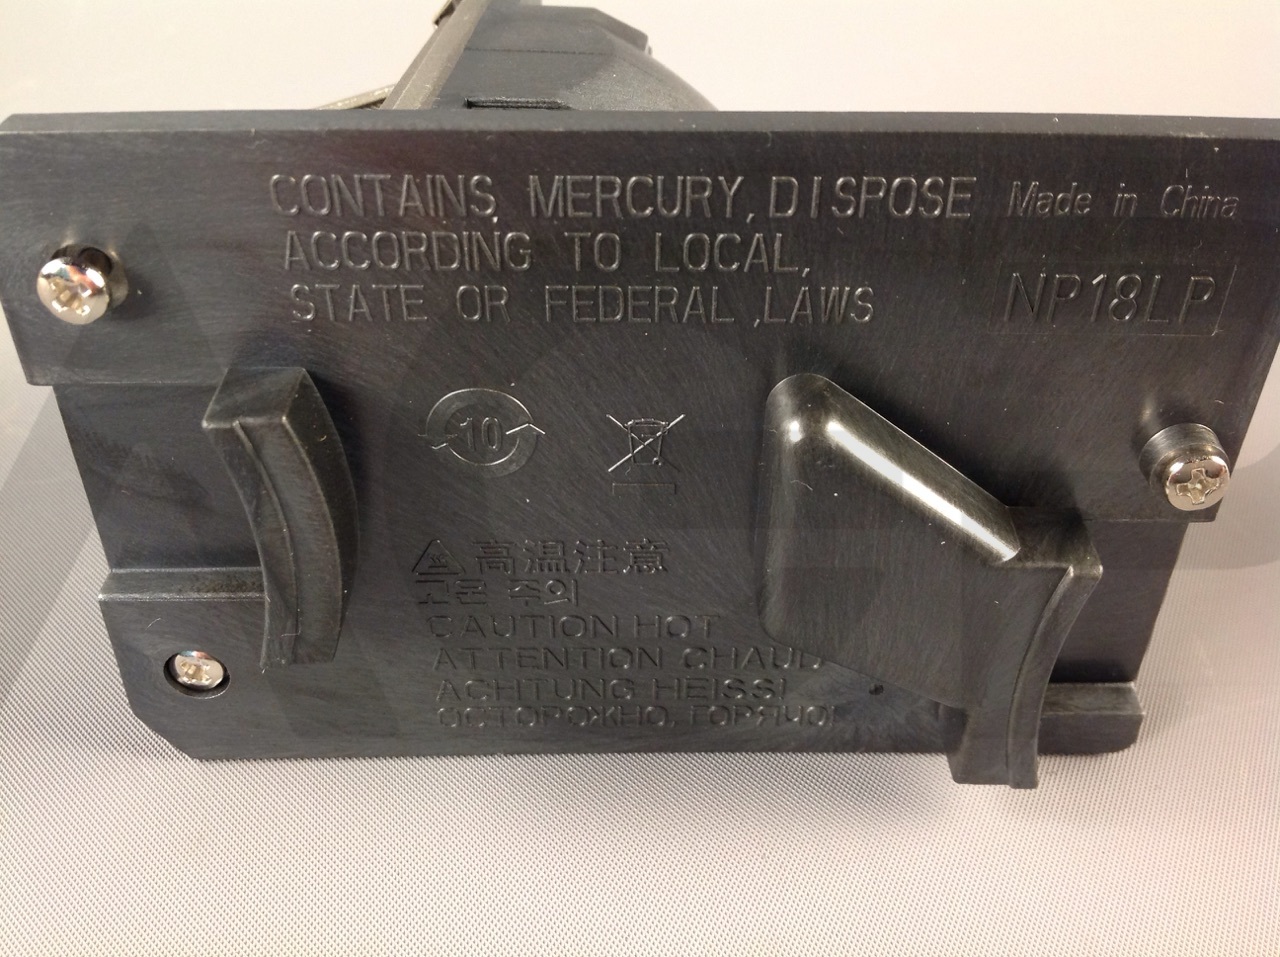 CONTAINS, MERCURY, DISPOSE
ACCORDING TO LOCAL,
STATE OR FEDERAL ,LAWS
Made in China
NP18LP
10
高温注意
고온 주의
CAUTION HOT
ATTENTION CHAUD
ACHTUNG HEISS!
ОСТОРОЖНО, ГОРЯЧО!